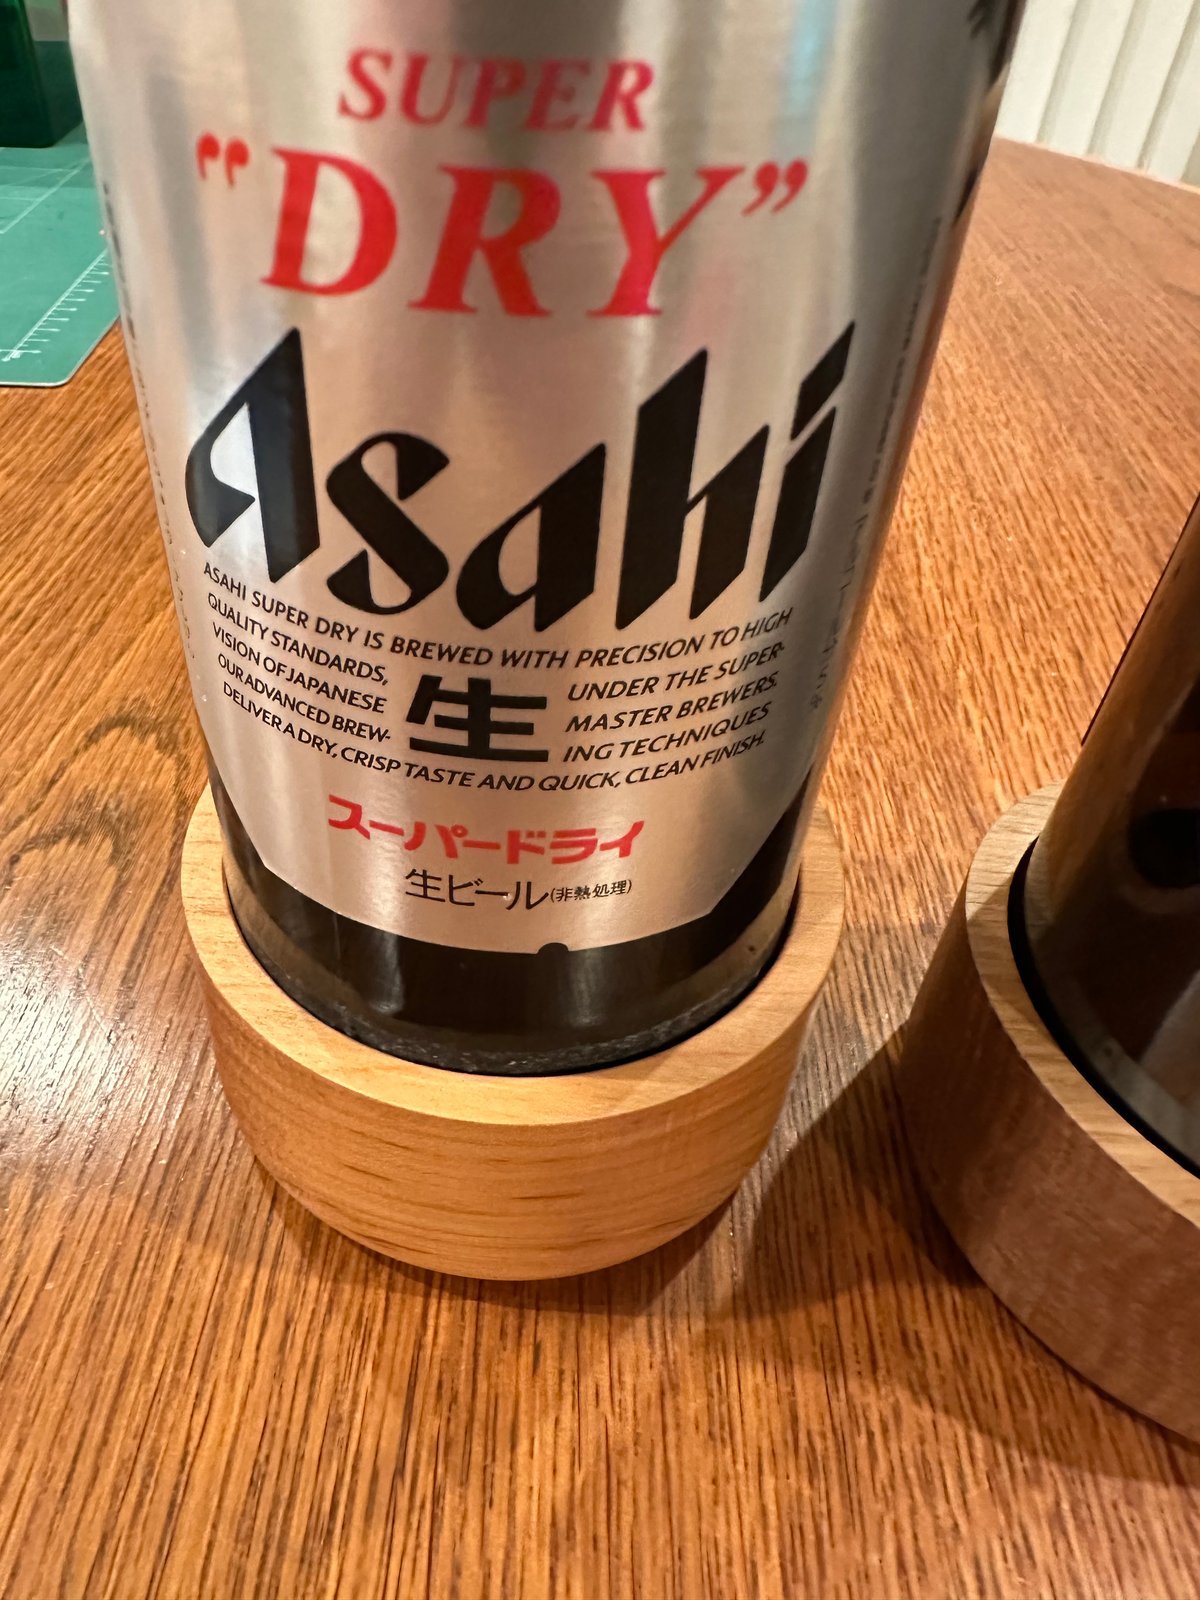 SUPER
"DRY"
Asahi
ASAHI SUPER DRY IS BREWED WITH PRECISION TO HIGH
QUALITY STANDARDS, UNDER THE SUPER-
VISION OF JAPANESE MASTER BREWERS.
OUR ADVANCED BREW- ING TECHNIQUES
DELIVER A DRY, CRISP TASTE AND QUICK, CLEAN FINISH.
生
スーパードライ
生ビール(非熱処理)